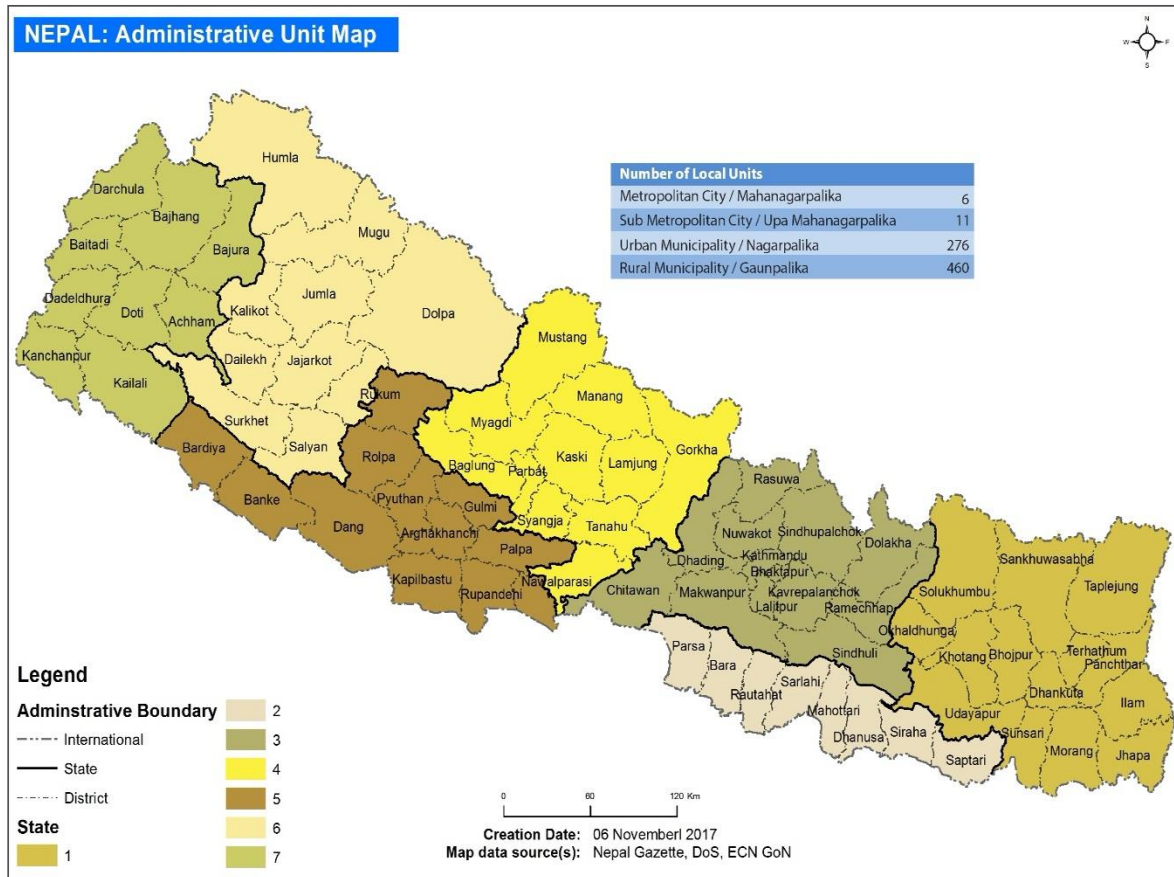 NEPAL: Administrative Unit Map
N
W E
S
Number of Local Units
Metropolitan City / Mahanagarpalika 6
Sub Metropolitan City / Upa Mahanagarpalika 11
Urban Municipality / Nagarpalika 276
Rural Municipality / Gaunpalika 460
Humla
Darchula
Bajhang
Mugu
Baitadi
Bajura
Dadeldhura
Doti
Achham
Kalikot
Jumla
Dolpa
Mustang
Kanchanpur
Kailali
Dailekh
Jajarkot
Rukum
Manang
Surkhet
Salyan
Myagdi
Gorkha
Bardiya
Rolpa
Baglung
Parbat
Kaski
Lamjung
Banke
Pyuthan
Gulmi
Syangja
Tanahu
Dang
Arghakhanchi
Palpa
Kapilbastu
Rupandehi
Nawalparasi
Rasuwa
Nuwakot
Sindhupalchok
Dolakha
Kathmandu
Dhading
Bhaktapur
Chitawan
Makwanpur
Kavrepalanchok
Lalitpur
Ramechhap
Sindhuli
Sankhuwasabha
Taplejung
Solukhumbu
Okhaldhunga
Khotang
Bhojpur
Terhathum
Panchthar
Dhankuta
Ilam
Udayapur
Sunsari
Morang
Jhapa
Parsa
Bara
Rautahat
Sarlahi
Mahottari
Dhanusa
Siraha
Saptari
Legend
Adminstrative Boundary
International
State
District
State
1
2
3
4
5
6
7
0 60 120 Km
Creation Date: 06 Novemberl 2017
Map data source(s): Nepal Gazette, DoS, ECN GoN